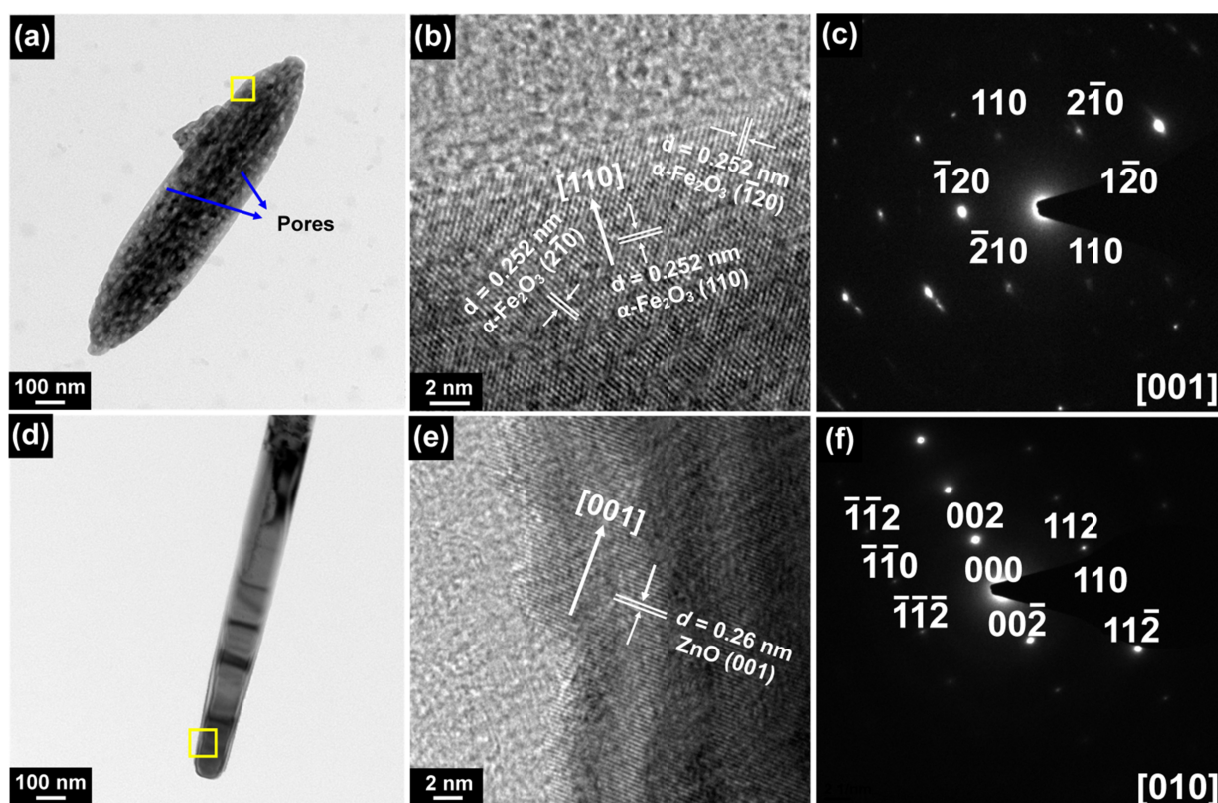 (a)
Pores
100 nm
(b)
d = 0.252 nm
α-Fe₂O₃ (1̅20)
[110]
d = 0.252 nm
α-Fe₂O₃ (21̅0)
d = 0.252 nm
α-Fe₂O₃ (110)
2 nm
(c)
110
21̅0
1̅20
12̅0
2̅10
110
[001]
(d)
100 nm
(e)
[001]
d = 0.26 nm
ZnO (001)
2 nm
(f)
1̅1̅2
002
112
000
1̅1̅0
110
1̅1̅2̅
002̅
112̅
[010]